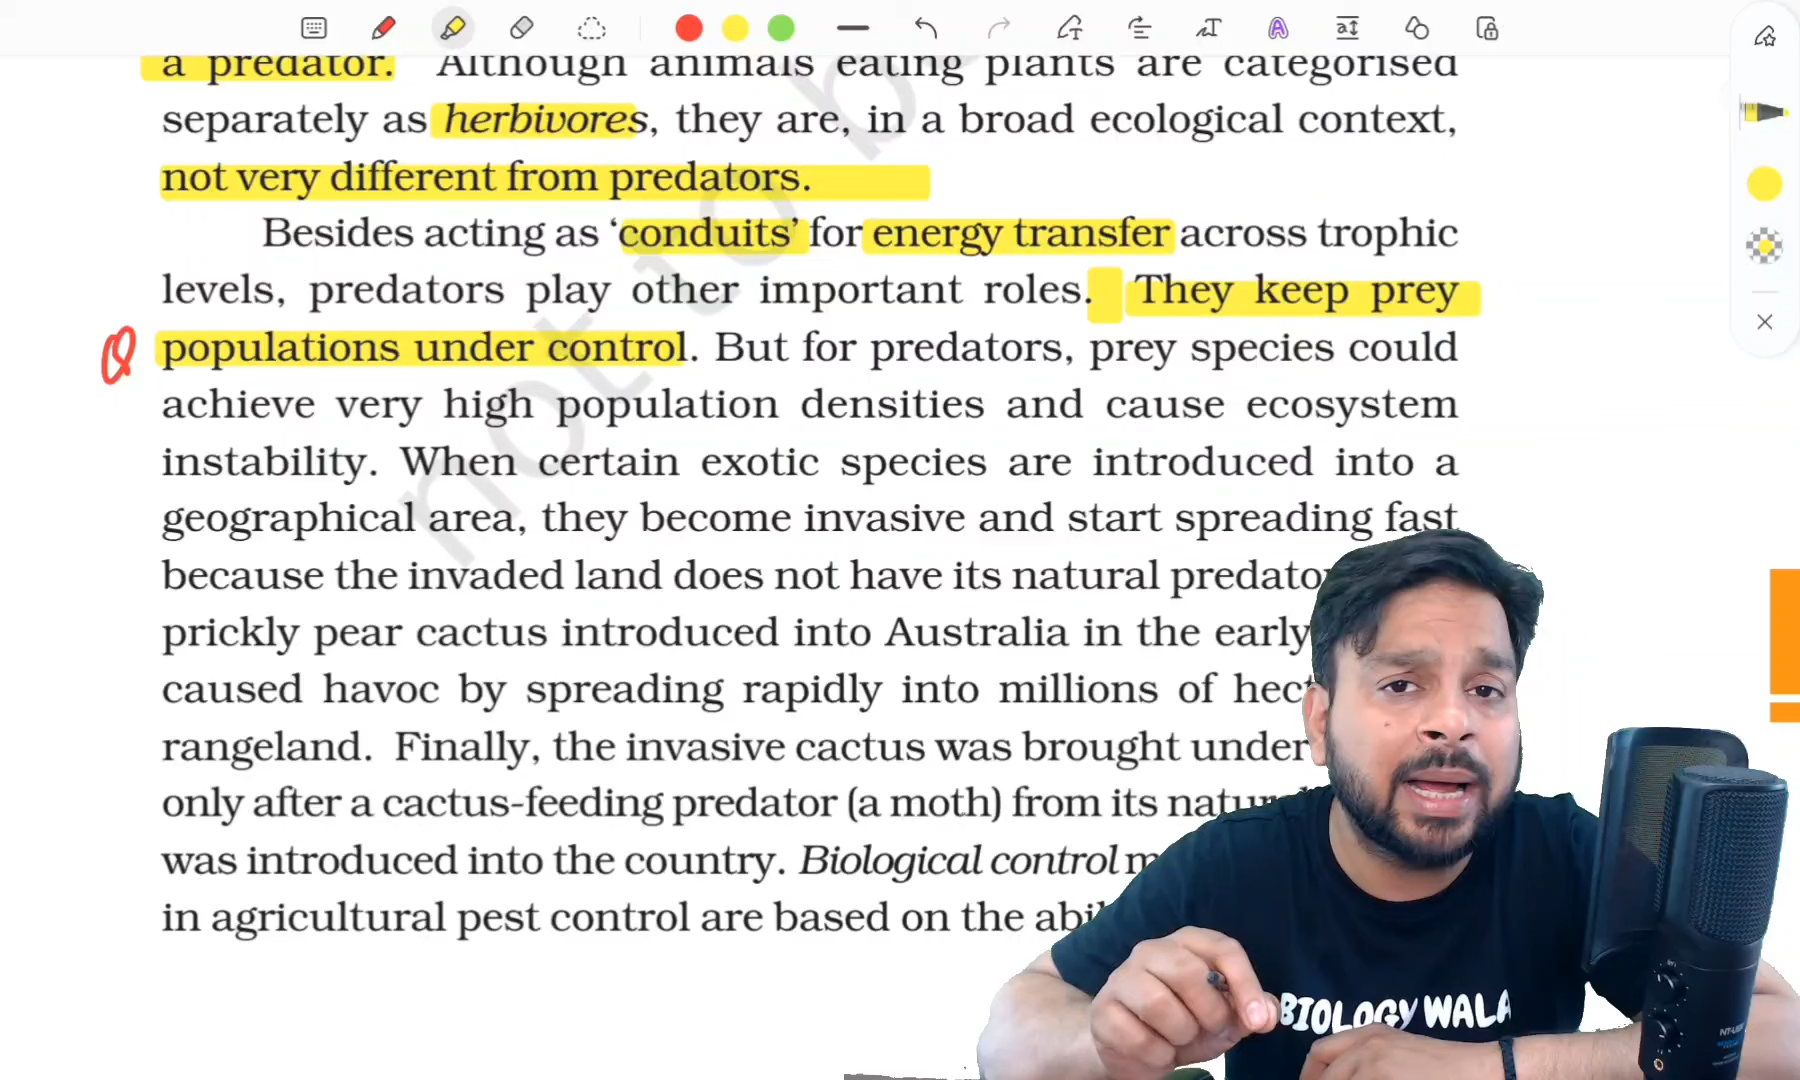 a predator. Although animals eating plants are categorised
separately as herbivores, they are, in a broad ecological context,
not very different from predators.
Besides acting as ‘conduits’ for energy transfer across trophic
levels, predators play other important roles. They keep prey
Q populations under control. But for predators, prey species could
achieve very high population densities and cause ecosystem
instability. When certain exotic species are introduced into a
geographical area, they become invasive and start spreading fast
because the invaded land does not have its natural
prickly pear cactus introduced into Australia in the early
caused havoc by spreading rapidly into millions of
rangeland. Finally, the invasive cactus was brought under
only after a cactus-feeding predator (a moth) from its
was introduced into the country. Biological control
in agricultural pest control are based on the
not to
BIOLOGY WALA